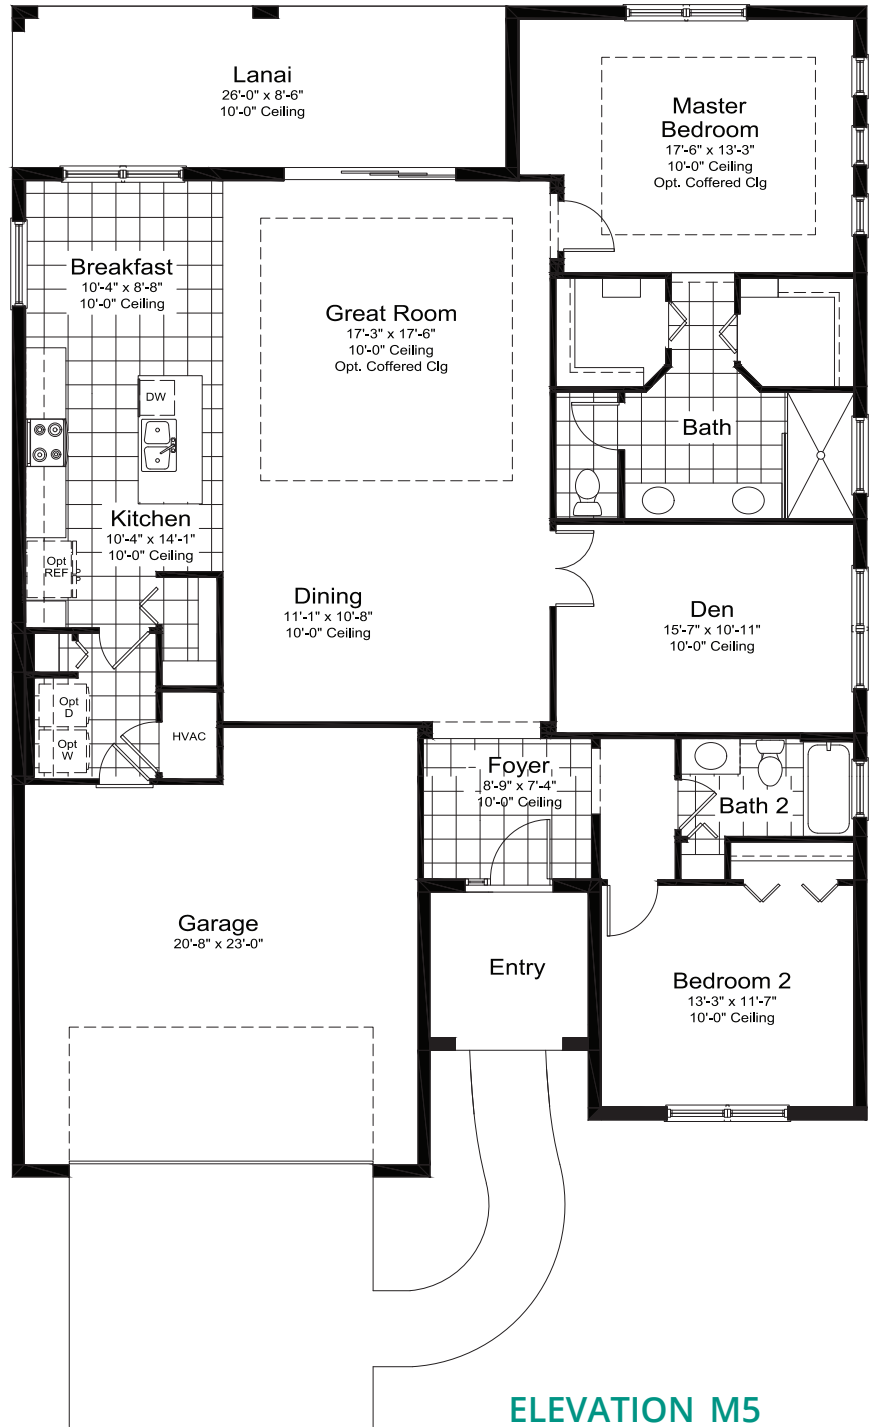 Lanai
26'-0" x 8'-6"
10'-0" Ceiling
Master
Bedroom
17'-6" x 13'-3"
10'-0" Ceiling
Opt. Coffered Clg
Breakfast
10'-4" x 8'-8"
10'-0" Ceiling
Great Room
17'-3" x 17'-6"
10'-0" Ceiling
Opt. Coffered Clg
DW
Bath
Kitchen
10'-4" x 14'-1"
10'-0" Ceiling
Opt
REF
Dining
11'-1" x 10'-8"
10'-0" Ceiling
Den
15'-7" x 10'-11"
10'-0" Ceiling
Opt
D
Opt
W
HVAC
Foyer
8'-9" x 7'-4"
10'-0" Ceiling
Bath 2
Garage
20'-8" x 23'-0"
Entry
Bedroom 2
13'-3" x 11'-7"
10'-0" Ceiling
ELEVATION M5